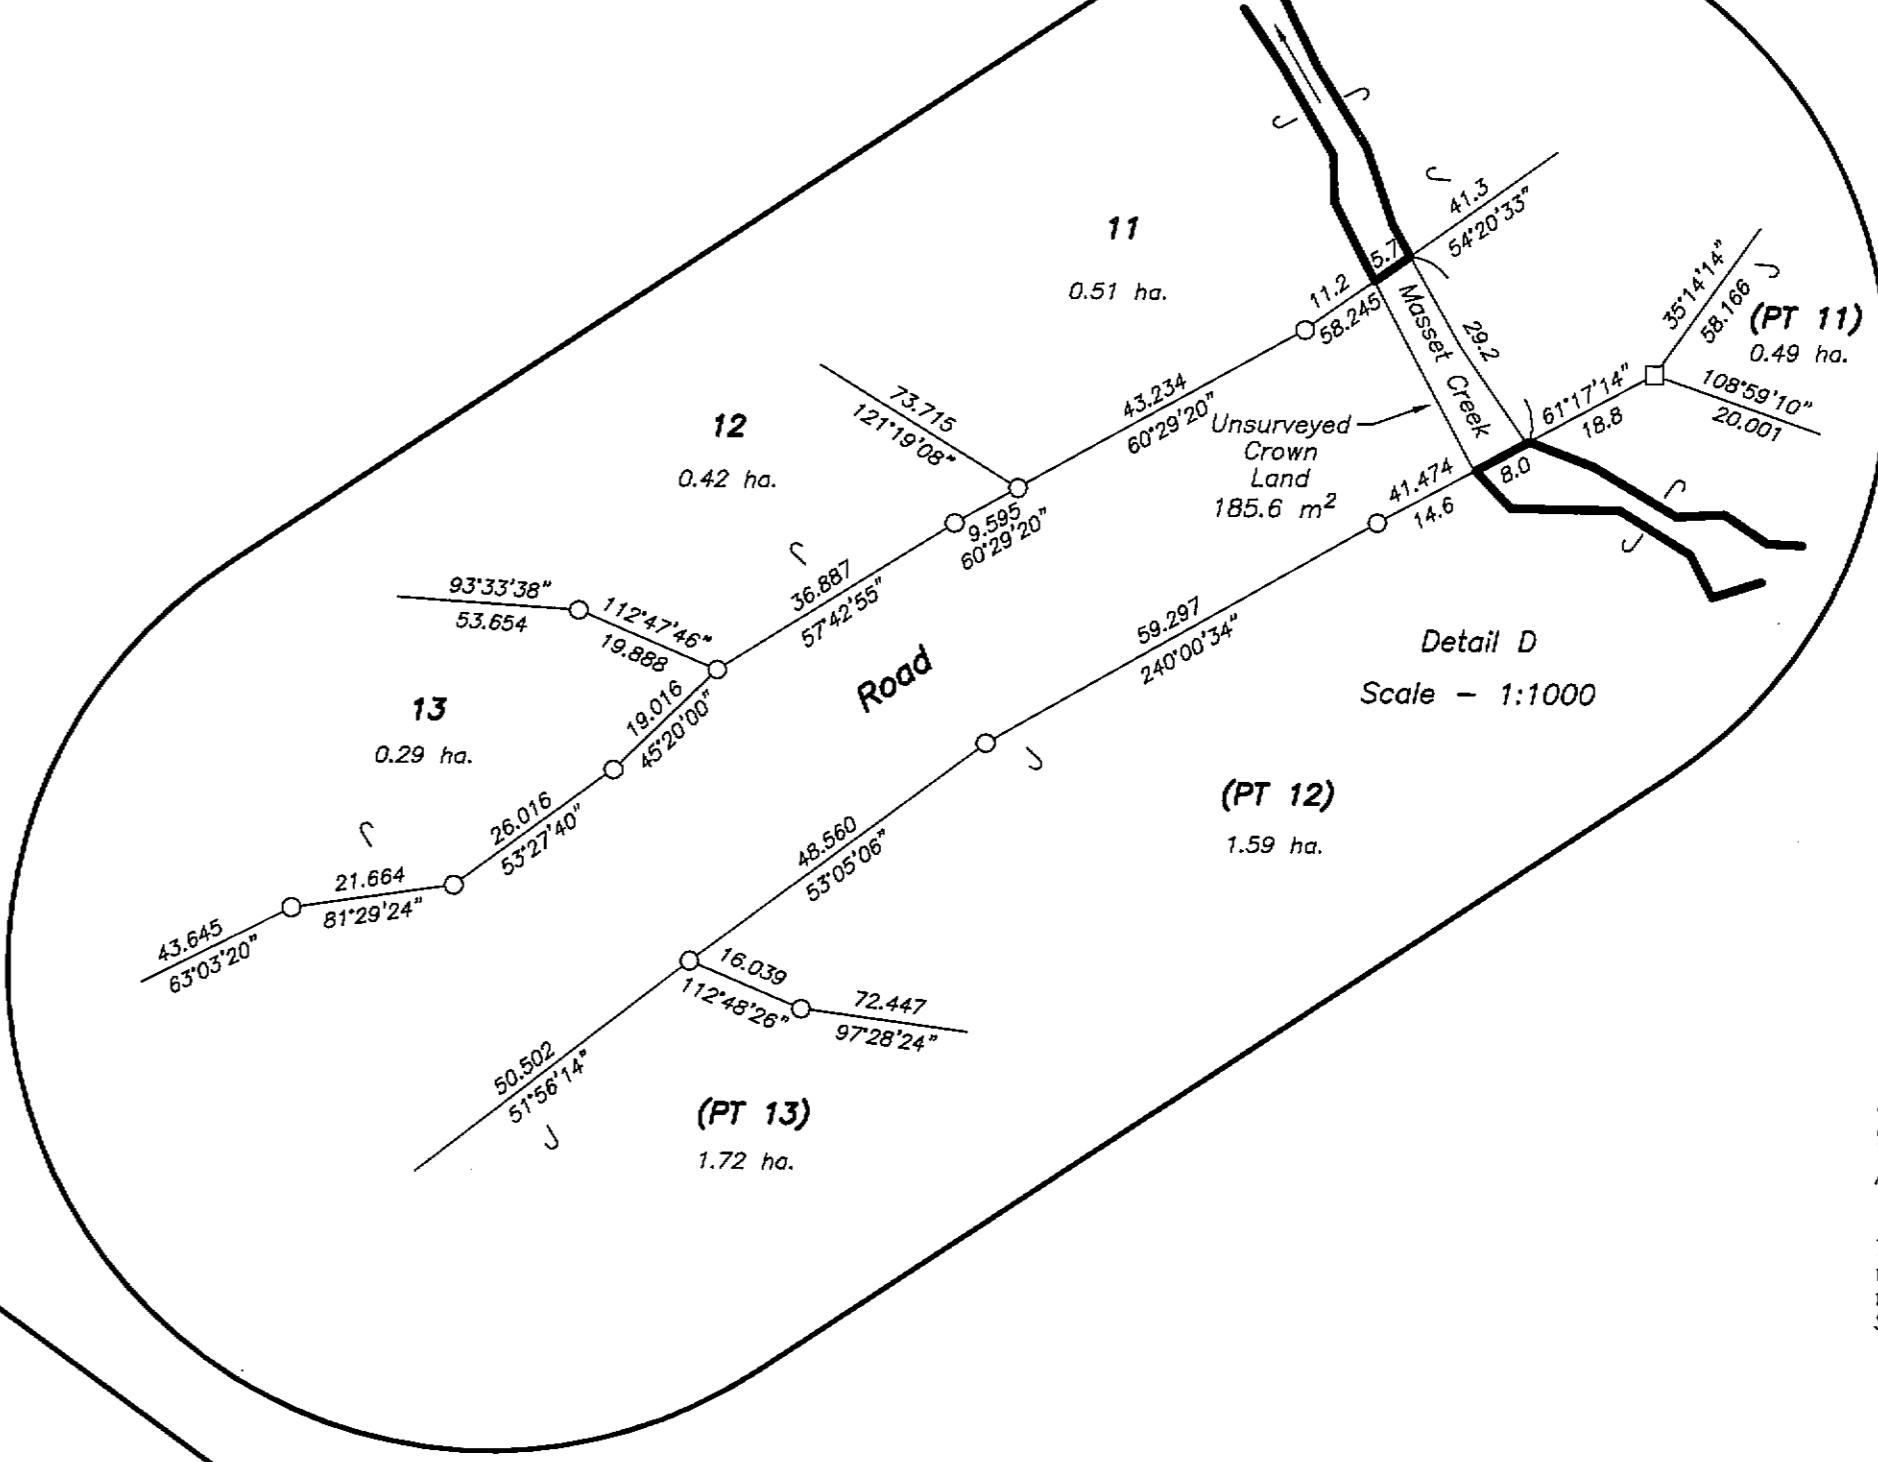 11
0.51 ha.
41.3
54°20'33"
5.7
11.2
58.245
Masset Creek
29.2
35°14'14"
58.166
(PT 11)
0.49 ha.
108°59'10"
20.001
61°17'14"
18.8
8.0
41.474
14.6
Unsurveyed
Crown
Land
185.6 m²
43.234
60°29'20"
73.715
121°19'08"
12
0.42 ha.
9.595
60°29'20"
36.887
57°42'55"
93°33'38"
53.654
112°47'46"
19.888
19.016
45°20'00"
13
0.29 ha.
26.016
53°27'40"
21.664
81°29'24"
43.645
63°03'20"
Road
59.297
240°00'34"
Detail D
Scale - 1:1000
48.560
53°05'06"
(PT 12)
1.59 ha.
16.039
112°48'26"
72.447
97°28'24"
50.502
51°56'14"
(PT 13)
1.72 ha.